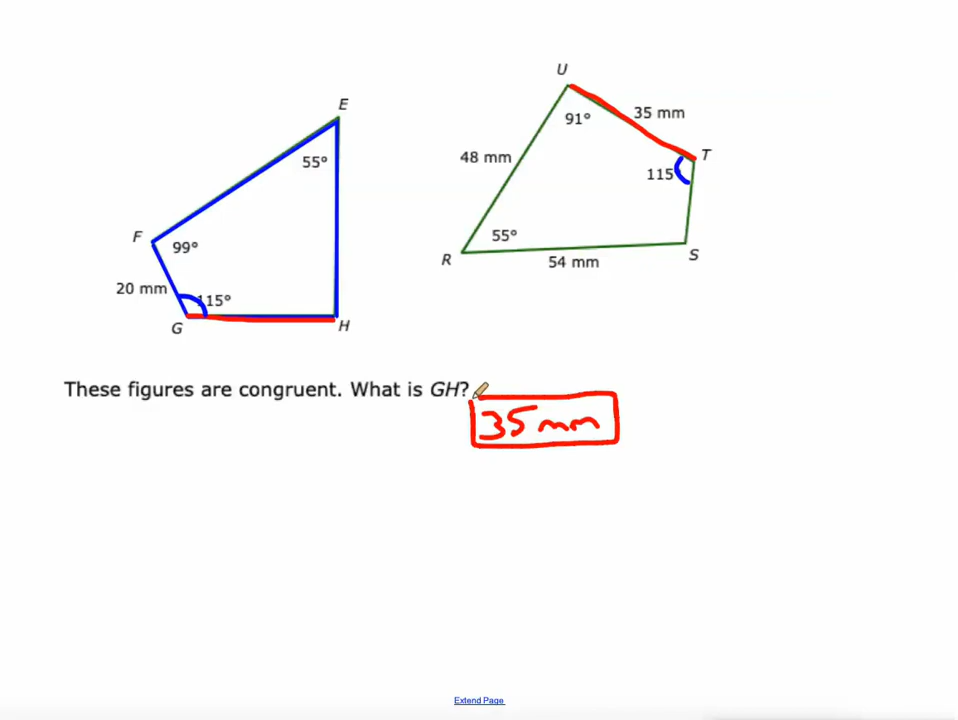 U
E
91°
35 mm
T
55°
48 mm
115
F
99°
55°
R
54 mm
S
20 mm
115°
G
H
These figures are congruent. What is GH?
35 mm
Extend Page